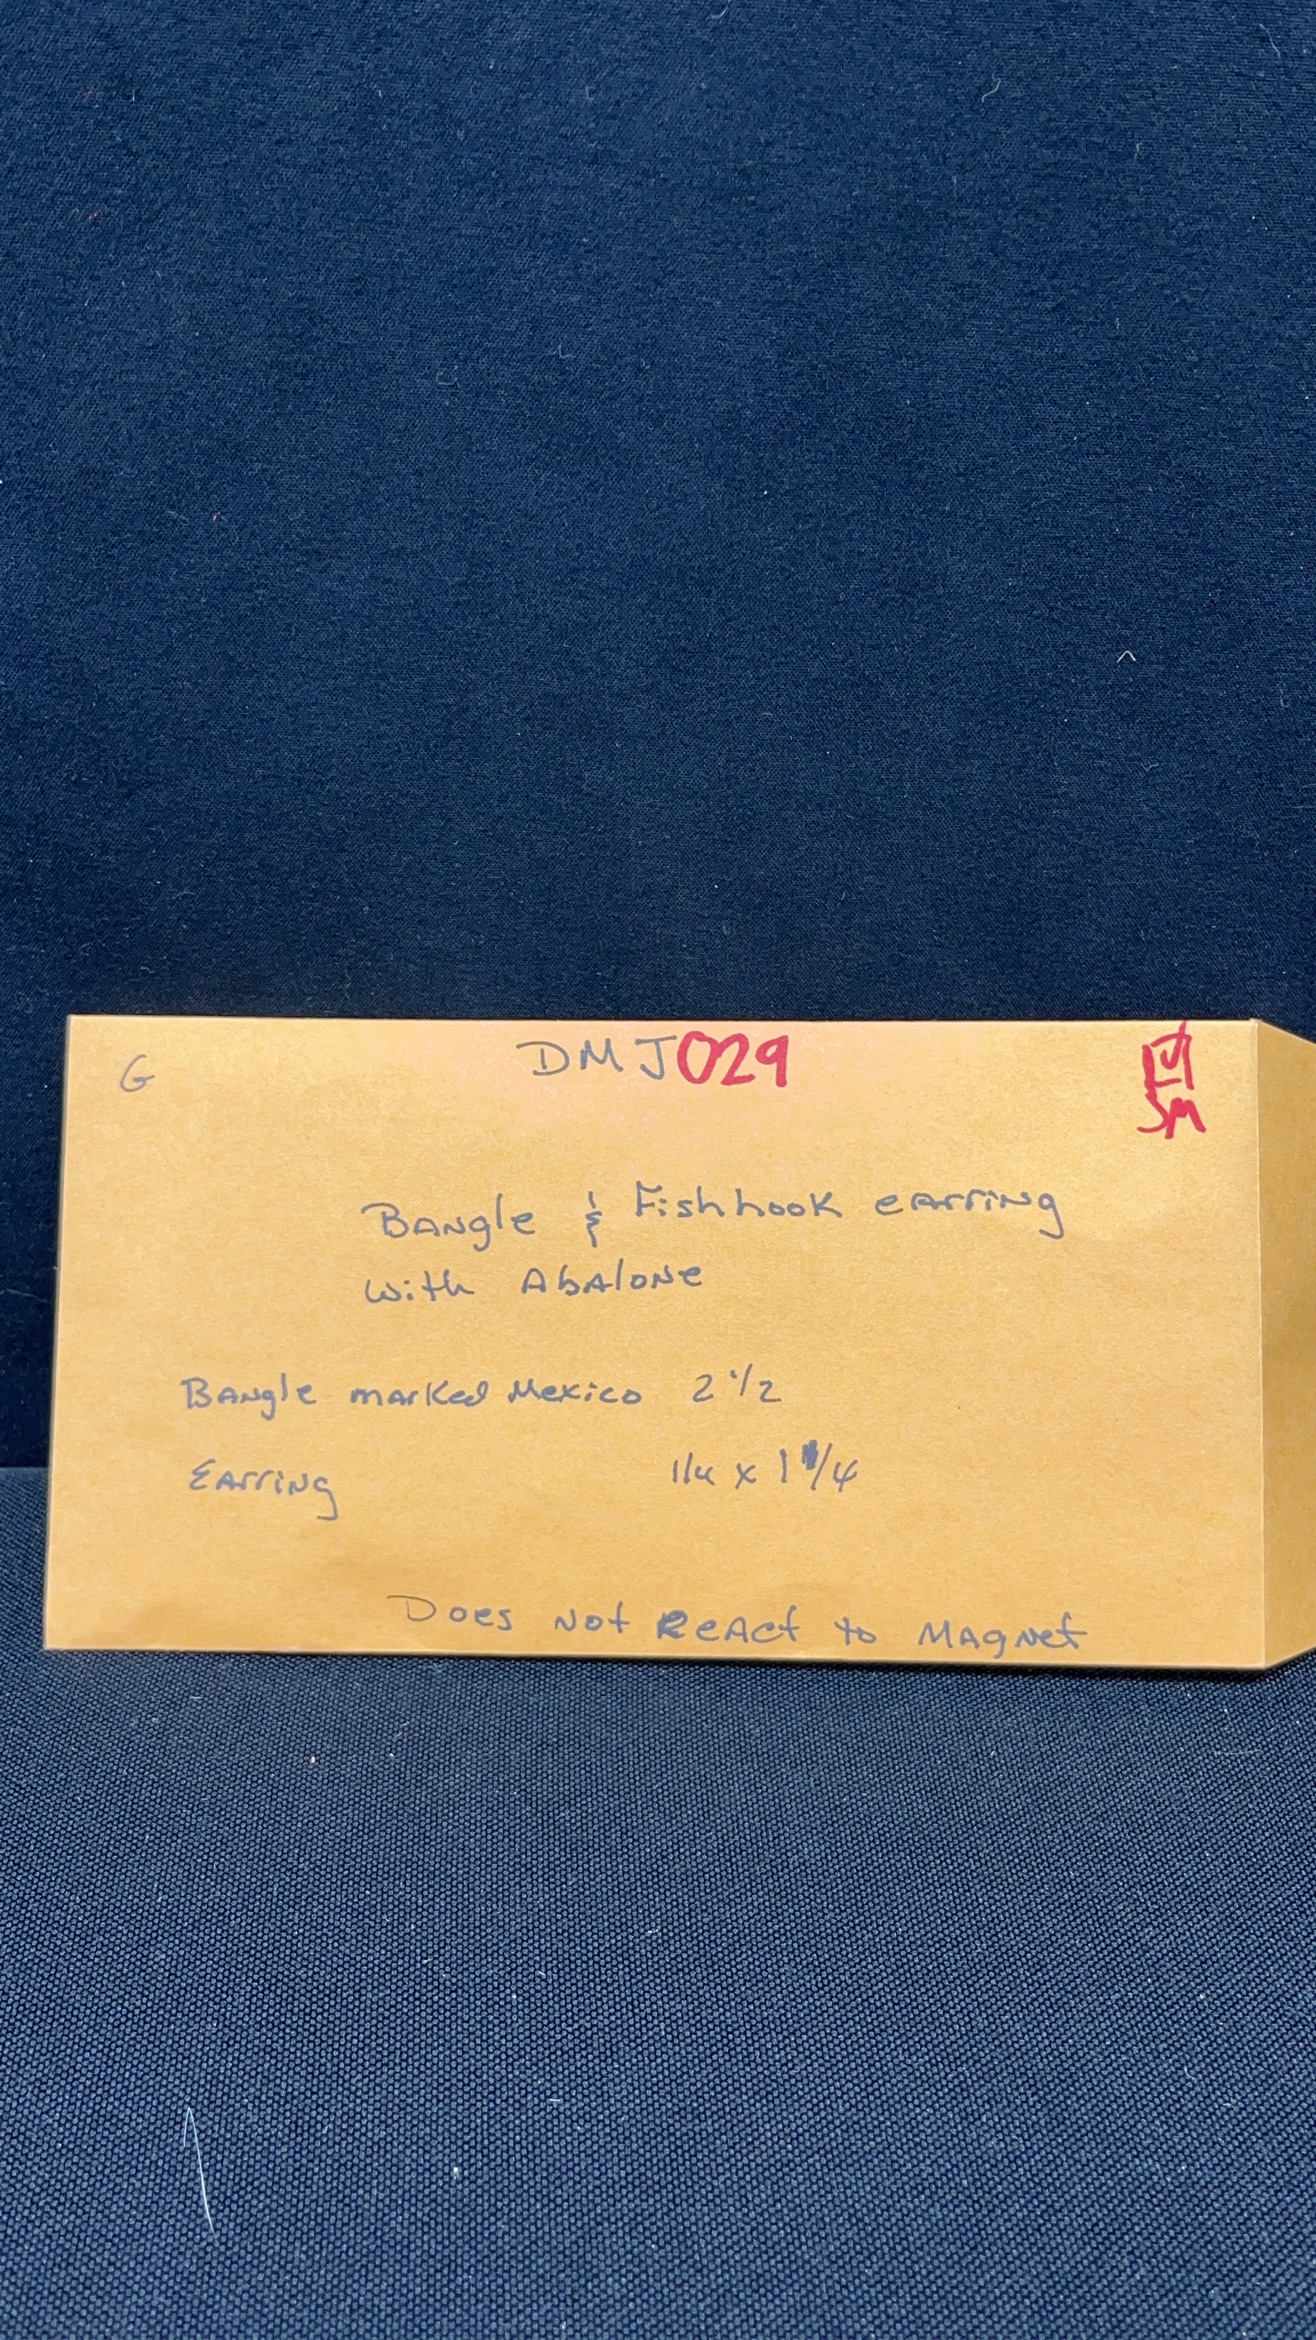 G DMJ029
SM
Bangle & Fishhook earring
with Abalone
Bangle marked Mexico 2 1/2
Earring 1/4 x 1 1/4
Does Not React to Magnet